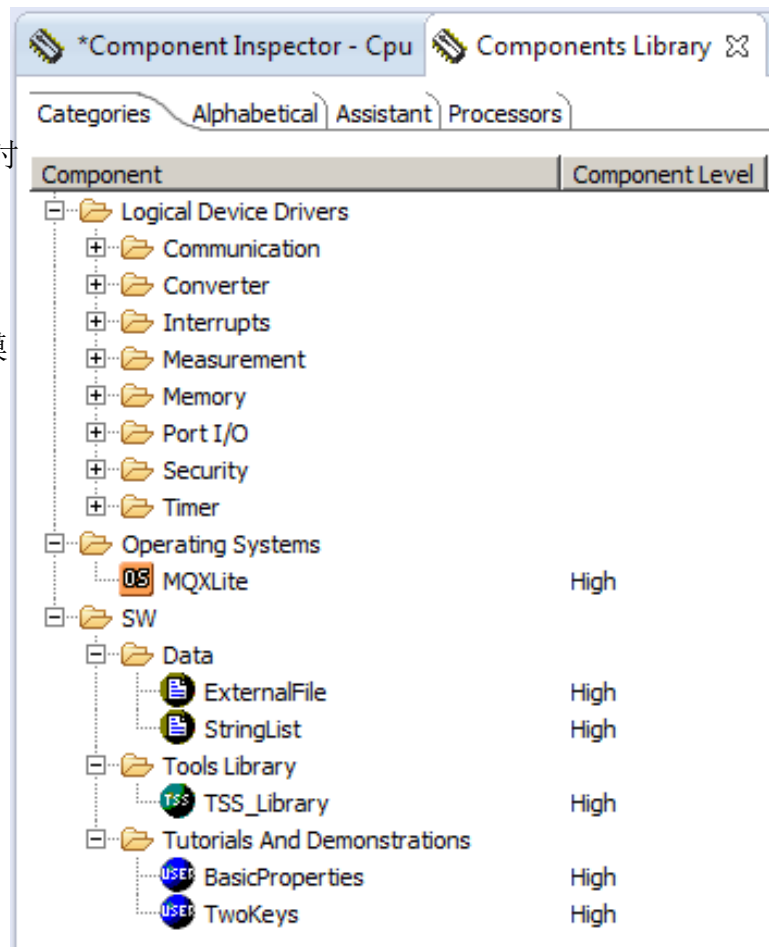 *Component Inspector - Cpu Components Library
Categories Alphabetical Assistant Processors
Component Component Level
Logical Device Drivers
Communication
Converter
Interrupts
Measurement
Memory
Port I/O
Security
Timer
Operating Systems
OS MQXLite High
SW
Data
ExternalFile High
StringList High
Tools Library
TSS TSS_Library High
Tutorials And Demonstrations
USER BasicProperties High
USER TwoKeys High